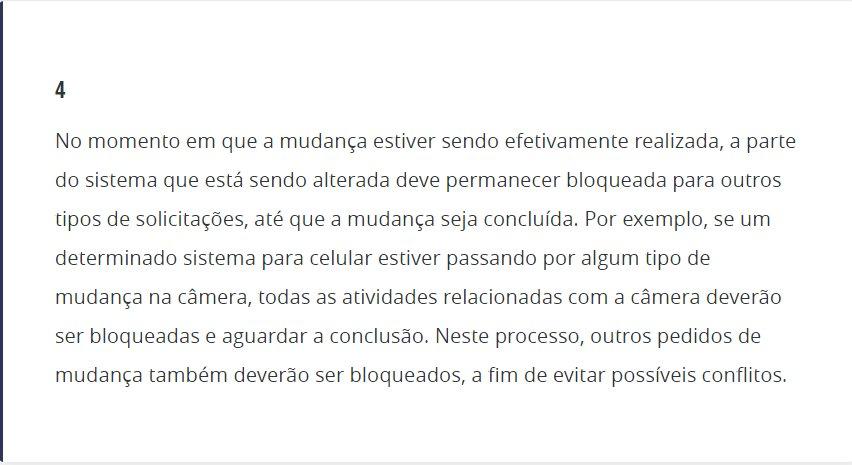 4
No momento em que a mudança estiver sendo efetivamente realizada, a parte
do sistema que está sendo alterada deve permanecer bloqueada para outros
tipos de solicitações, até que a mudança seja concluída. Por exemplo, se um
determinado sistema para celular estiver passando por algum tipo de
mudança na câmera, todas as atividades relacionadas com a câmera deverão
ser bloqueadas e aguardar a conclusão. Neste processo, outros pedidos de
mudança também deverão ser bloqueados, a fim de evitar possíveis conflitos.